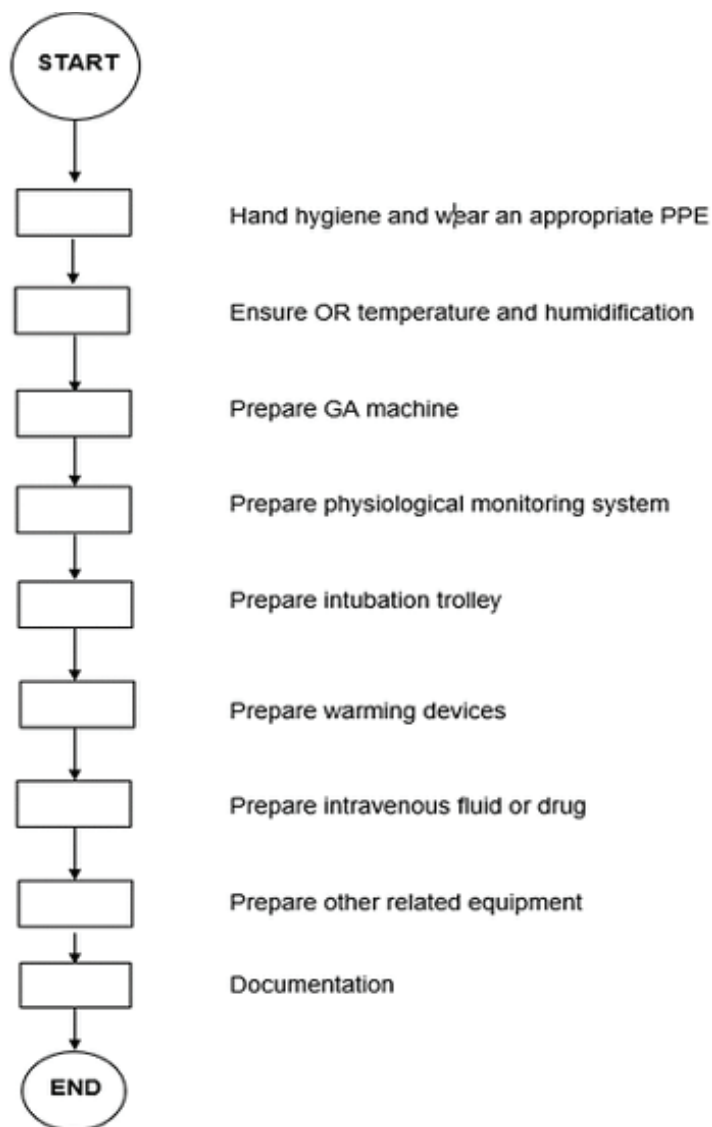 START
Hand hygiene and wear an appropriate PPE
Ensure OR temperature and humidification
Prepare GA machine
Prepare physiological monitoring system
Prepare intubation trolley
Prepare warming devices
Prepare intravenous fluid or drug
Prepare other related equipment
Documentation
END